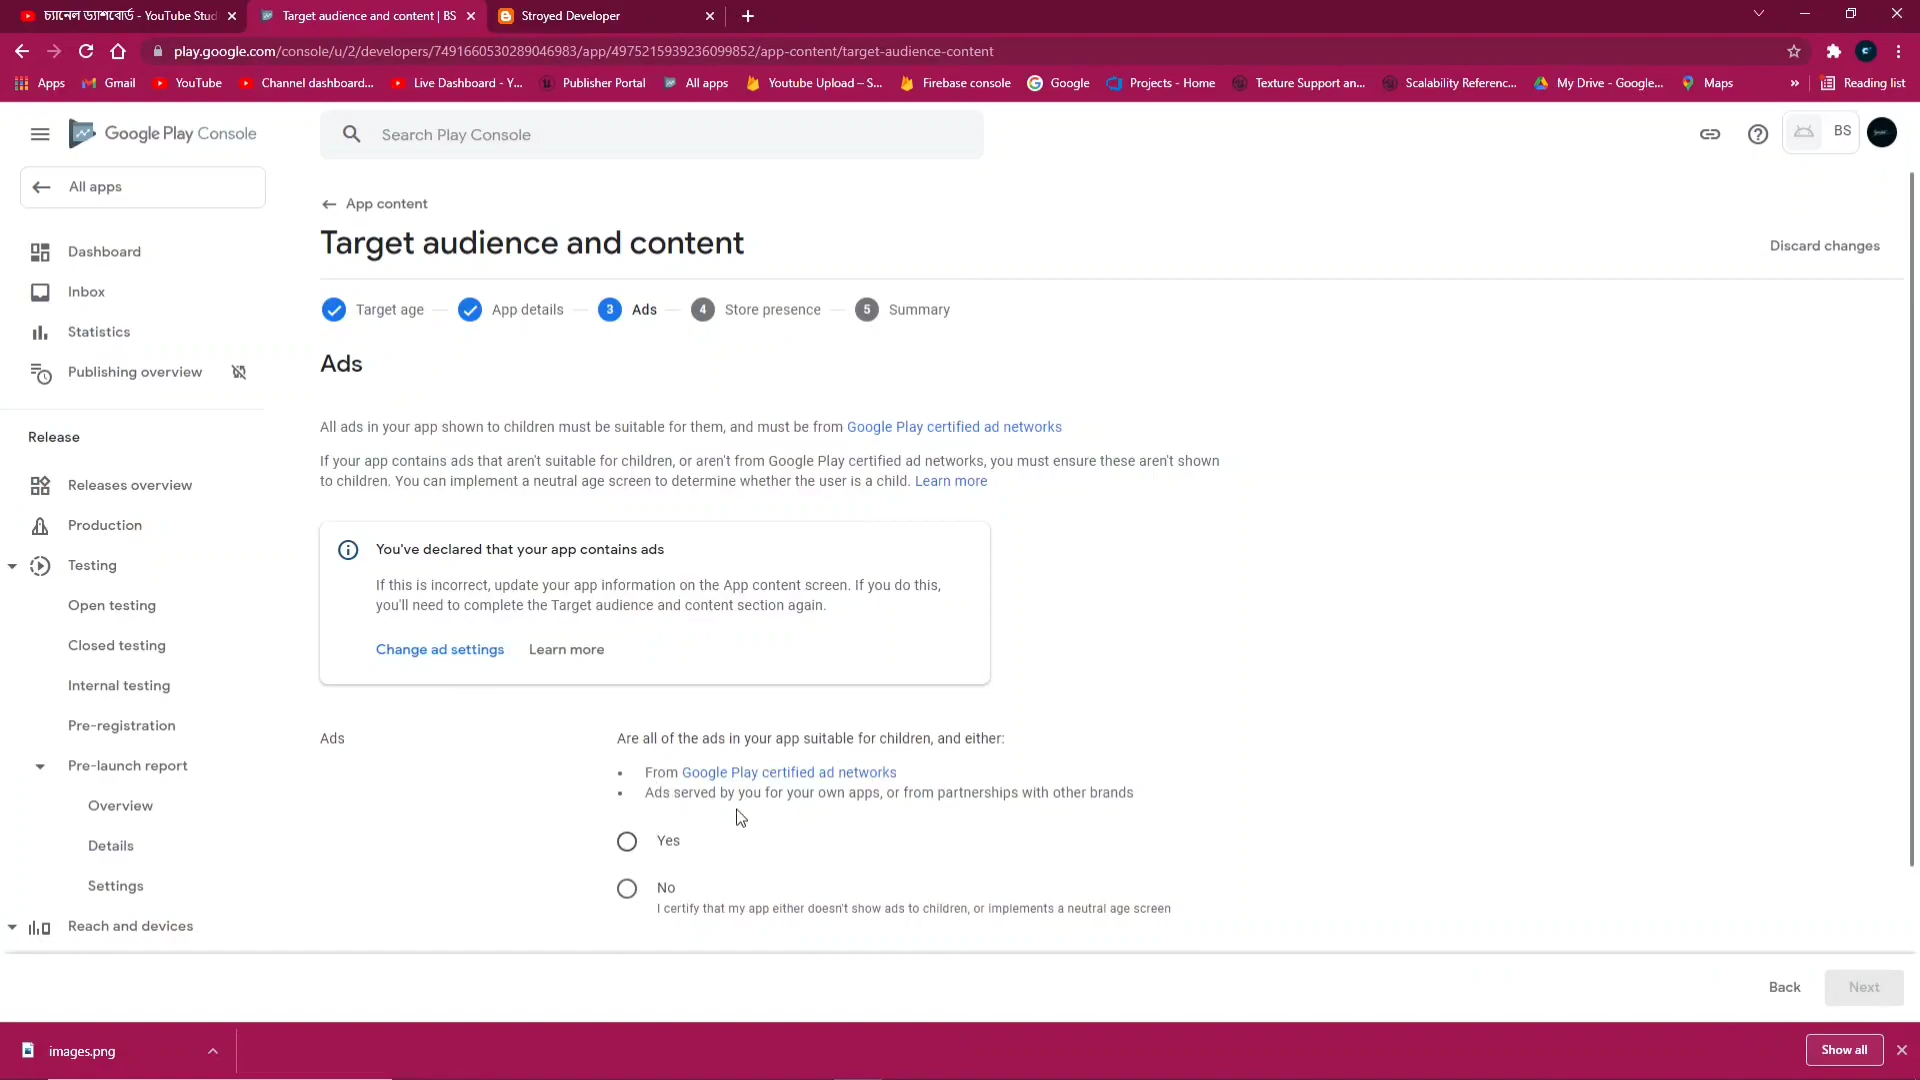 চ্যানেল ড্যাশবোর্ড - YouTube Stud
Target audience and content | BS
Stroyed Developer
play.google.com/console/u/2/developers/7491660530289046983/app/4975215939236099852/app-content/target-audience-content
Apps
Gmail
YouTube
Channel dashboard...
Live Dashboard - Y...
Publisher Portal
All apps
Youtube Upload – S...
Firebase console
Google
Projects - Home
Texture Support an...
Scalability Referenc...
My Drive - Google...
Maps
»
Reading list
Google Play Console
Search Play Console
BS
All apps
App content
Target audience and content
Discard changes
Dashboard
Inbox
Statistics
Publishing overview
Target age
App details
3 Ads
4 Store presence
5 Summary
Ads
All ads in your app shown to children must be suitable for them, and must be from Google Play certified ad networks
If your app contains ads that aren't suitable for children, or aren't from Google Play certified ad networks, you must ensure these aren't shown
to children. You can implement a neutral age screen to determine whether the user is a child. Learn more
You've declared that your app contains ads
If this is incorrect, update your app information on the App content screen. If you do this,
you'll need to complete the Target audience and content section again.
Change ad settings
Learn more
Release
Releases overview
Production
Testing
Open testing
Closed testing
Internal testing
Pre-registration
Pre-launch report
Overview
Details
Settings
Reach and devices
Ads
Are all of the ads in your app suitable for children, and either:
• From Google Play certified ad networks
• Ads served by you for your own apps, or from partnerships with other brands
Yes
No
I certify that my app either doesn't show ads to children, or implements a neutral age screen
Back
Next
images.png
Show all